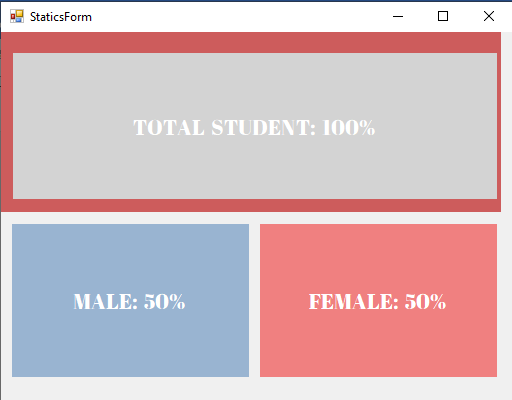 StaticsForm
TOTAL STUDENT: 100%
MALE: 50%
FEMALE: 50%